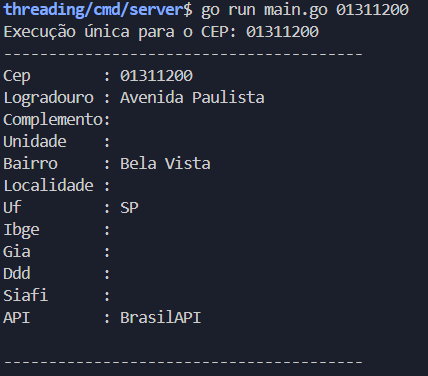 threading/cmd/server$ go run main.go 01311200
Execução única para o CEP: 01311200
----------------------------------------
Cep        : 01311200
Logradouro : Avenida Paulista
Complemento:
Unidade    :
Bairro     : Bela Vista
Localidade :
Uf         : SP
Ibge       :
Gia        :
Ddd        :
Siafi      :
API        : BrasilAPI
----------------------------------------